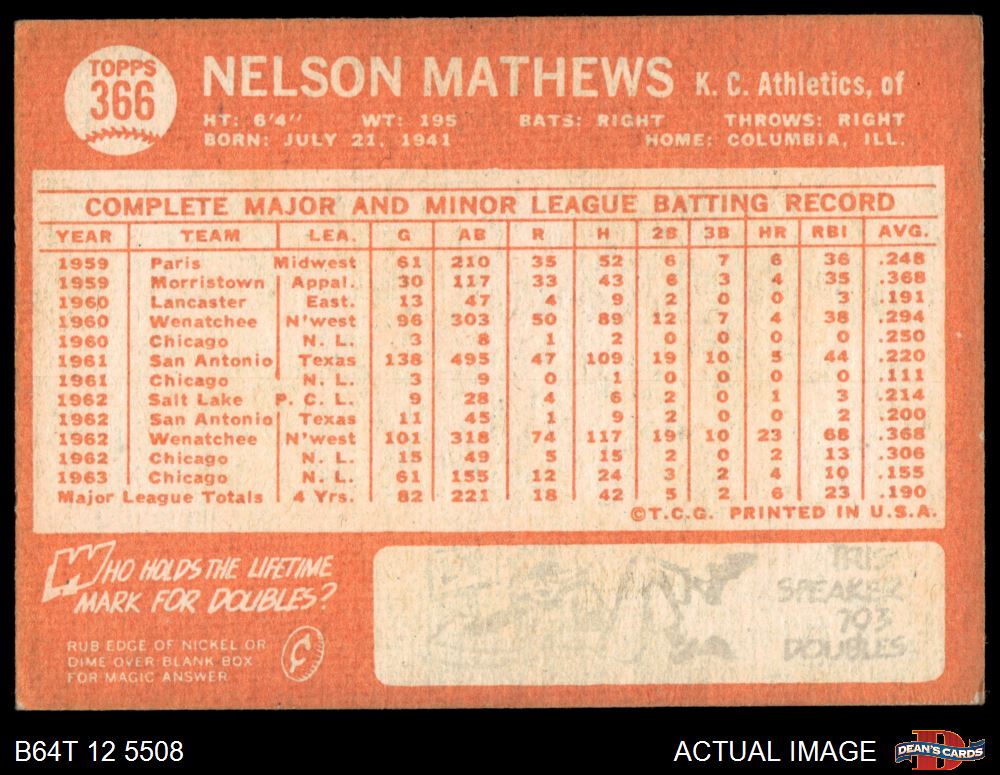 TOPPS
366
NELSON MATHEWS K. C. Athletics, of
HT: 6'4" WT: 195 BATS: RIGHT THROWS: RIGHT
BORN: JULY 21, 1941 HOME: COLUMBIA, ILL.
COMPLETE MAJOR AND MINOR LEAGUE BATTING RECORD
YEAR TEAM LEA. G AB R H 2B 3B HR RBI AVG.
1959 Paris Midwest 61 210 35 52 6 7 6 36 .248
1959 Morristown Appal. 30 117 33 43 6 3 4 35 .368
1960 Lancaster East. 13 47 4 9 2 0 0 3 .191
1960 Wenatchee N'west 96 303 50 89 12 7 4 38 .294
1960 Chicago N. L. 3 8 1 2 0 0 0 0 .250
1961 San Antonio Texas 138 495 47 109 19 10 5 44 .220
1961 Chicago N. L. 3 9 0 1 0 0 0 0 .111
1962 Salt Lake P. C. L. 9 28 4 6 2 0 1 3 .214
1962 San Antonio Texas 11 45 1 9 2 0 0 2 .200
1962 Wenatchee N'west 101 318 74 117 19 10 23 68 .368
1962 Chicago N. L. 15 49 5 15 2 0 2 13 .306
1963 Chicago N. L. 61 155 12 24 3 2 4 10 .155
Major League Totals 4 Yrs. 82 221 18 42 5 2 6 23 .190
©T.C.G. PRINTED IN U.S.A.
WHO HOLDS THE LIFETIME
MARK FOR DOUBLES?
RUB EDGE OF NICKEL OR
DIME OVER BLANK BOX
FOR MAGIC ANSWER
¢
SPEAKER
703
DOUBLES
B64T 12 5508
ACTUAL IMAGE
D
DEAN'S CARDS